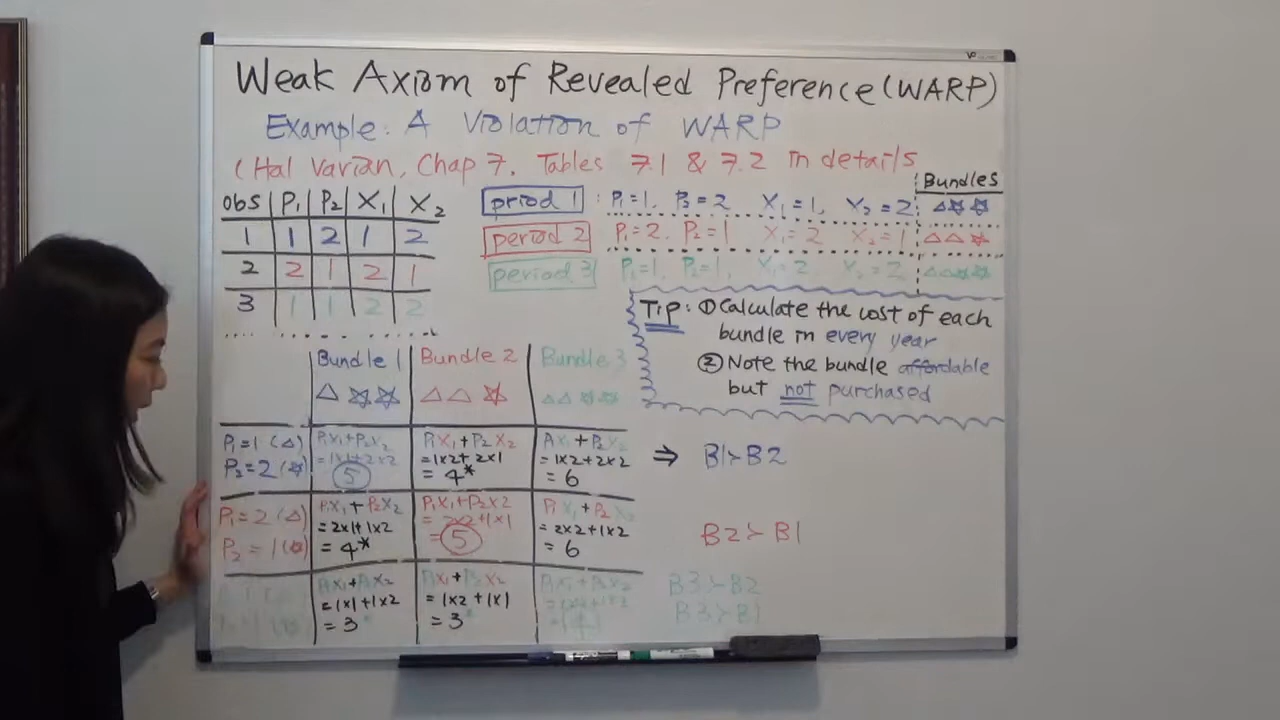 Weak Axiom of Revealed Preference (WARP)
Example: A Violation of WARP
(Hal Varian, Chap 7. Tables 7.1 & 7.2 in details
Bundles
obs P1 P2 X1 X2
1 1 2 1 2
2 2 1 2 1
3 1 1 2 2
priod 1 : P1=1, P2=2 X1=1, X2=2 △☆☆
period 2 P1=2, P2=1 X1=2 X2=1 △△☆
period 3 P1=1, P2=1, X1=2 X2=2 △△☆☆
Tip: ① Calculate the cost of each
bundle in every year
② Note the bundle affordable
but not purchased
Bundle 1 Bundle 2 Bundle 3
△☆☆ △△☆ △△☆☆
P1=1 (△) P1X1+P2X2 P1X1+P2X2 P1X1+P2X2
P2=2 (☆) =1x1+2x2 =1x2+2x1 =1x2+2x2
5 =4* =6
⇒ B1≻B2
P1=2 (△) P1X1+P2X2 P1X1+P2X2 P1X1+P2X2
P2=1 (☆) =2x1+1x2 =2x2+1x1 =2x2+1x2
=4* =5 =6
B2≻B1
P1X1+P2X2 P1X1+P2X2 P1X1+P2X2
=1x1+1x2 =1x2+1x1
=3 =3
B3≻B2
B3≻B1